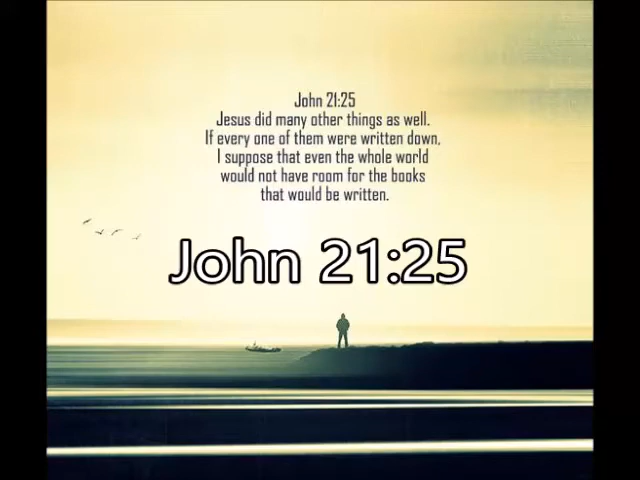 John 21:25
Jesus did many other things as well.
If every one of them were written down,
I suppose that even the whole world
would not have room for the books
that would be written.
John 21:25